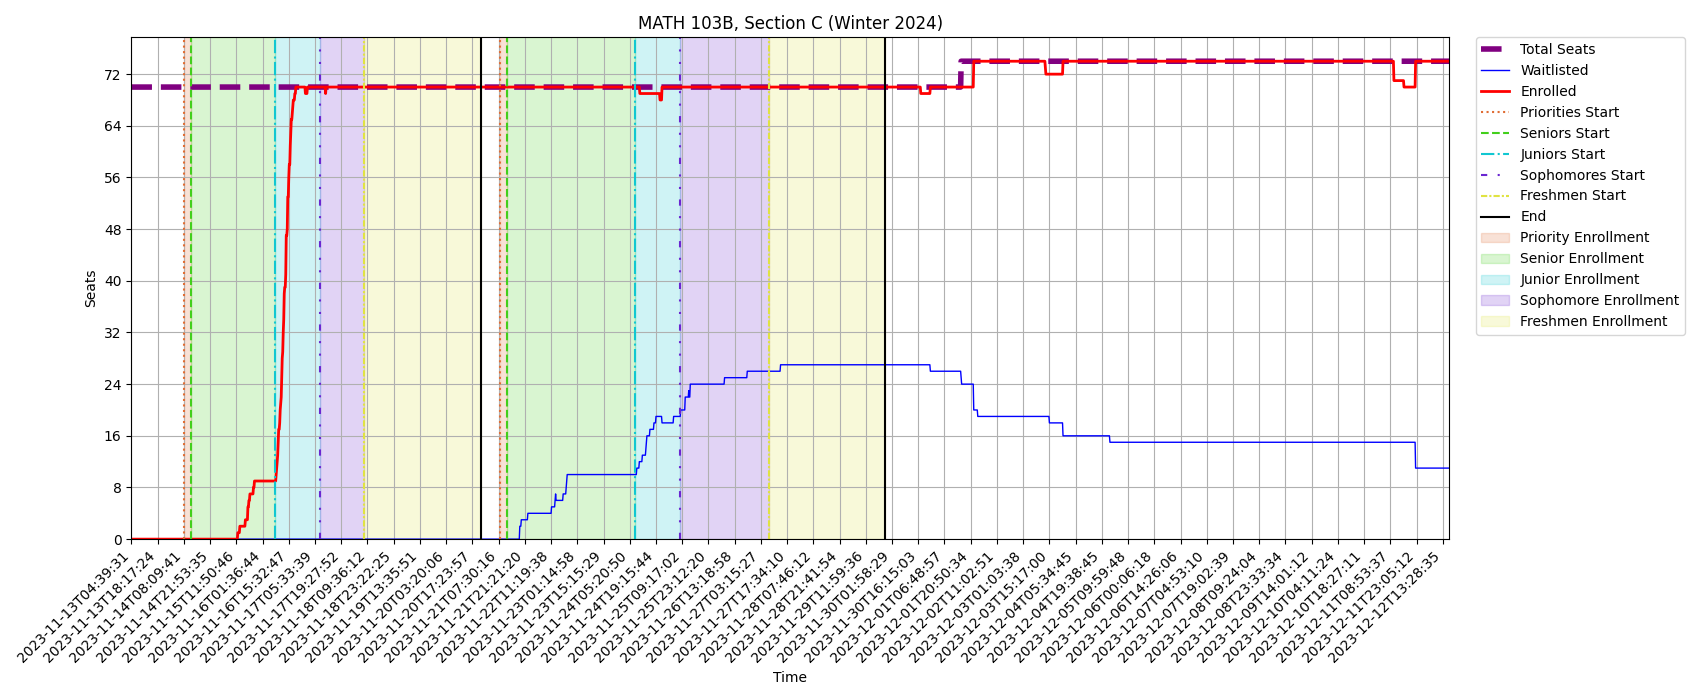 MATH 103B, Section C (Winter 2024)
Seats
72
64
56
48
40
32
24
16
8
0
2023-11-13T04:39:31
2023-11-13T18:17:24
2023-11-14T08:09:41
2023-11-14T21:53:35
2023-11-15T11:50:46
2023-11-16T01:36:44
2023-11-16T15:32:47
2023-11-17T05:33:39
2023-11-17T19:27:52
2023-11-18T09:36:12
2023-11-18T23:22:25
2023-11-19T13:35:51
2023-11-20T03:20:06
2023-11-20T17:23:57
2023-11-21T07:30:16
2023-11-21T21:21:20
2023-11-22T11:19:38
2023-11-23T01:14:58
2023-11-23T15:15:29
2023-11-24T05:20:50
2023-11-24T19:15:44
2023-11-25T09:17:02
2023-11-25T23:12:20
2023-11-26T13:18:58
2023-11-27T03:15:27
2023-11-27T17:34:10
2023-11-28T07:46:12
2023-11-28T21:41:54
2023-11-29T11:59:36
2023-11-30T01:58:29
2023-11-30T16:15:03
2023-12-01T06:48:57
2023-12-01T20:50:34
2023-12-02T11:02:51
2023-12-03T01:03:38
2023-12-03T15:17:00
2023-12-04T05:34:45
2023-12-04T19:38:45
2023-12-05T09:59:48
2023-12-06T00:06:18
2023-12-06T14:26:06
2023-12-07T04:53:10
2023-12-07T19:02:39
2023-12-08T09:24:04
2023-12-08T23:33:34
2023-12-09T14:01:12
2023-12-10T04:11:24
2023-12-10T18:27:11
2023-12-11T08:53:37
2023-12-11T23:05:12
2023-12-12T13:28:35
Time
Total Seats
Waitlisted
Enrolled
Priorities Start
Seniors Start
Juniors Start
Sophomores Start
Freshmen Start
End
Priority Enrollment
Senior Enrollment
Junior Enrollment
Sophomore Enrollment
Freshmen Enrollment